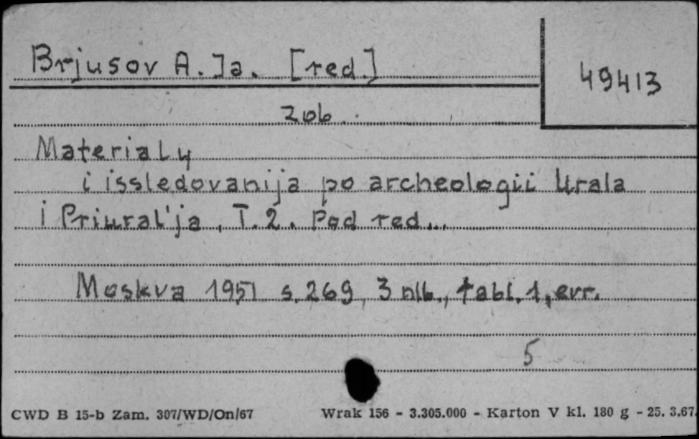 Brjusov A. Ja. [red.]
49413
zob.
Materialy
i issledovanija po archeologii Urala
i Priural'ja, T. 2. Pod red...
Moskva 1951 s. 269, 3 nlb., tabl. 1, err.
5
CWD B 15-b Zam. 307/WD/On/67 Wrak 156 - 3.305.000 - Karton V kl. 180 g - 25. 3.67.